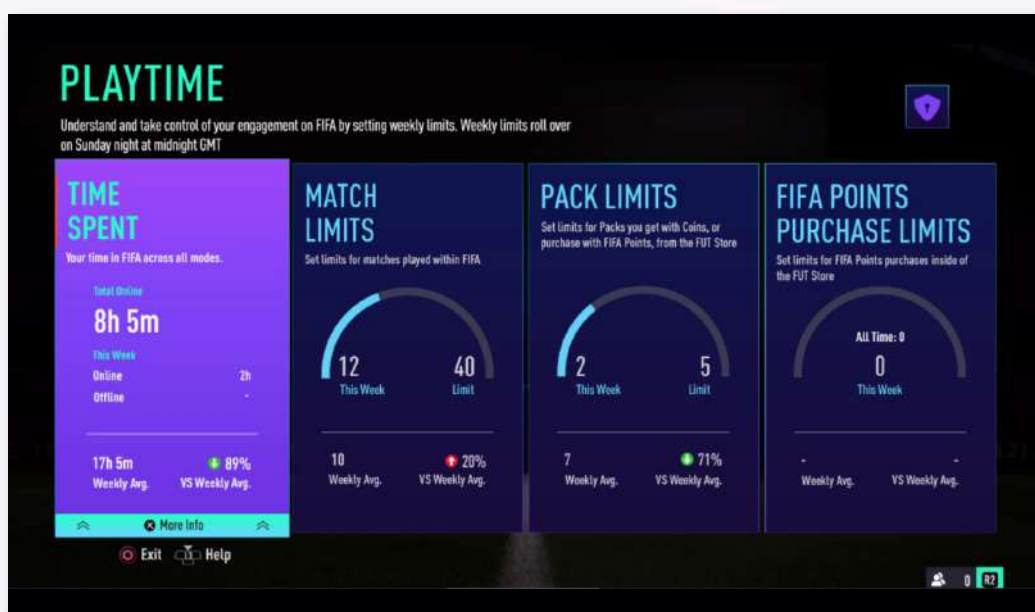 PLAYTIME
Understand and take control of your engagement on FIFA by setting weekly limits. Weekly limits roll over
on Sunday night at midnight GMT
TIME
SPENT
Your time in FIFA across all modes.
Total Online
8h 5m
This Week
Online 2h
Offline -
17h 5m 89%
Weekly Avg. VS Weekly Avg.
More Info
MATCH
LIMITS
Set limits for matches played within FIFA
12 40
This Week Limit
10 20%
Weekly Avg. VS Weekly Avg.
PACK LIMITS
Set limits for Packs you get with Coins, or
purchase with FIFA Points, from the FUT Store
2 5
This Week Limit
7 71%
Weekly Avg. VS Weekly Avg.
FIFA POINTS
PURCHASE LIMITS
Set limits for FIFA Points purchases inside of
the FUT Store
All Time: 0
0
This Week
- -
Weekly Avg. VS Weekly Avg.
Exit Help
0 R2